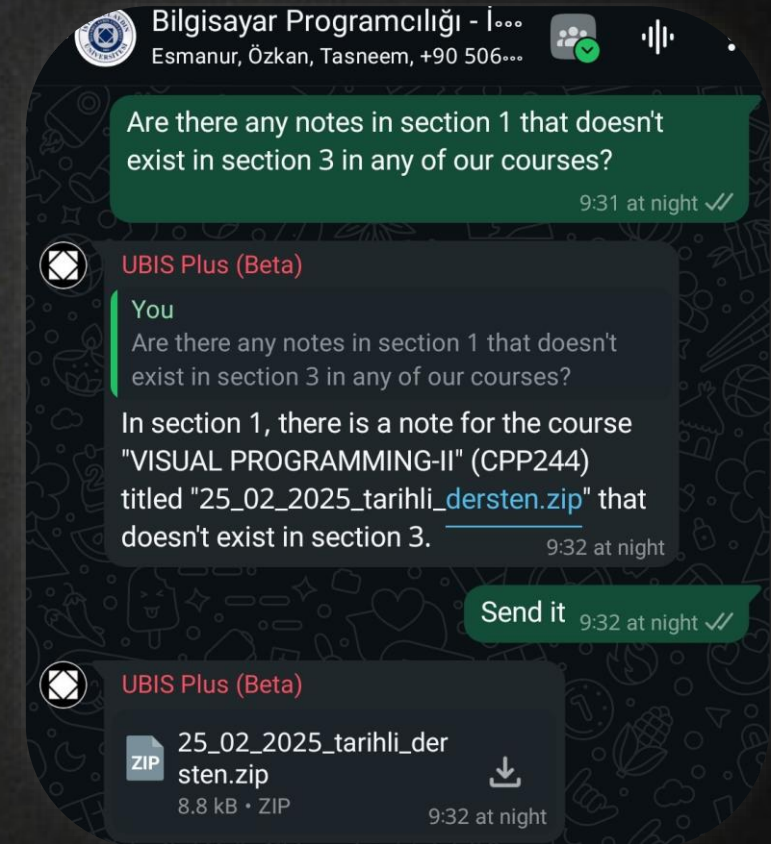 Bilgisayar Programcılığı - İ...
Esmanur, Özkan, Tasneem, +90 506...
Are there any notes in section 1 that doesn't
exist in section 3 in any of our courses?
9:31 at night
UBIS Plus (Beta)
You
Are there any notes in section 1 that doesn't
exist in section 3 in any of our courses?
In section 1, there is a note for the course
"VISUAL PROGRAMMING-II" (CPP244)
titled "25_02_2025_tarihli_dersten.zip" that
doesn't exist in section 3.
9:32 at night
Send it
9:32 at night
UBIS Plus (Beta)
ZIP
25_02_2025_tarihli_der
sten.zip
8.8 kB • ZIP
9:32 at night